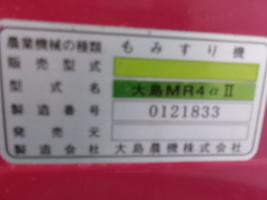 農業機械の種類 もみすり機
販売型式
型式名 大島MR4αII
製造番号 0121833
発売元
製造会社 大島農機株式会社